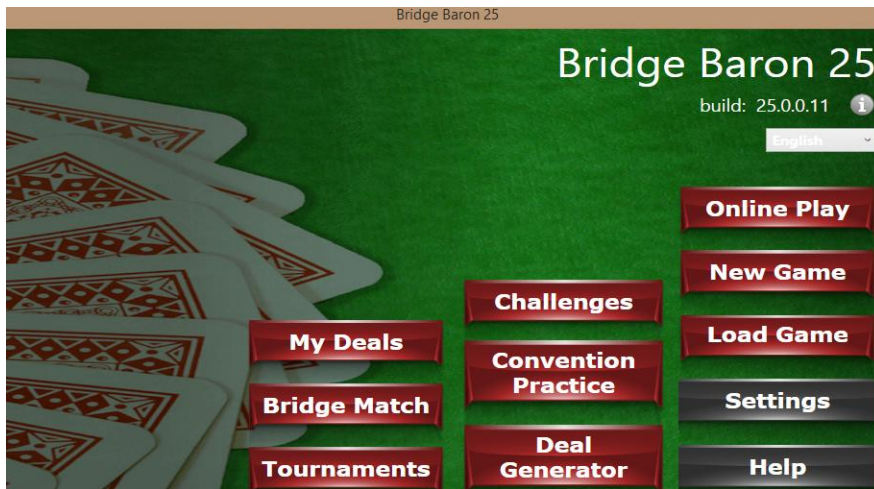 Bridge Baron 25
Bridge Baron 25
build: 25.0.0.11
English
Online Play
New Game
Load Game
Settings
Help
Challenges
Convention
Practice
Deal
Generator
My Deals
Bridge Match
Tournaments